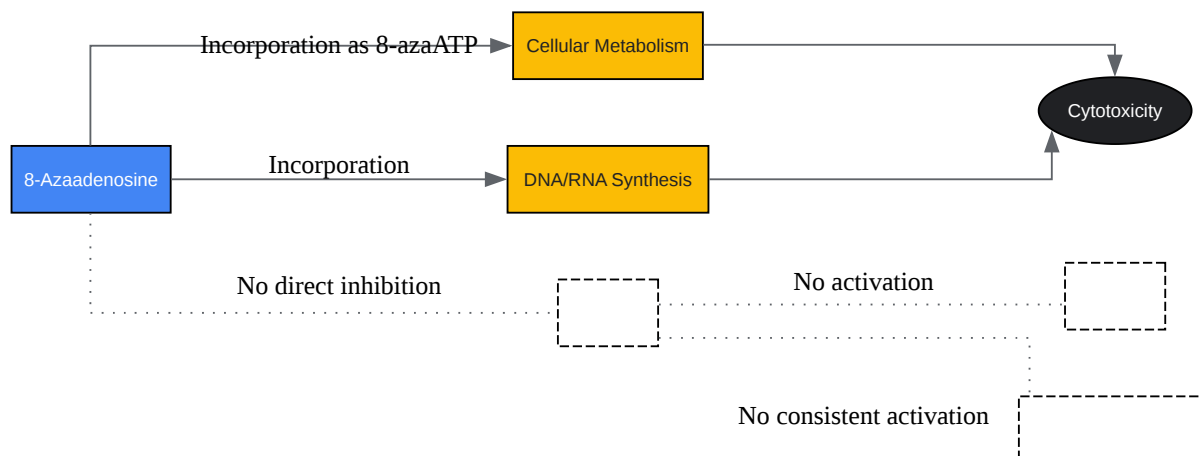 Incorporation as 8-azaATP
Cellular Metabolism
Cytotoxicity
8-Azaadenosine
Incorporation
DNA/RNA Synthesis
No direct inhibition
No activation
No consistent activation